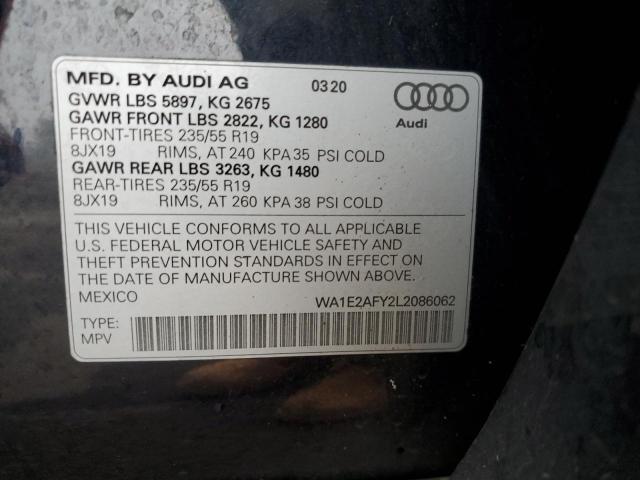 MFD. BY AUDI AG 03 20
GVWR LBS 5897, KG 2675
GAWR FRONT LBS 2822, KG 1280
FRONT-TIRES 235/55 R19
8JX19 RIMS, AT 240 KPA 35 PSI COLD
GAWR REAR LBS 3263, KG 1480
REAR-TIRES 235/55 R19
8JX19 RIMS, AT 260 KPA 38 PSI COLD
Audi
THIS VEHICLE CONFORMS TO ALL APPLICABLE
U.S. FEDERAL MOTOR VEHICLE SAFETY AND
THEFT PREVENTION STANDARDS IN EFFECT ON
THE DATE OF MANUFACTURE SHOWN ABOVE.
MEXICO WA1E2AFY2L2086062
TYPE:
MPV